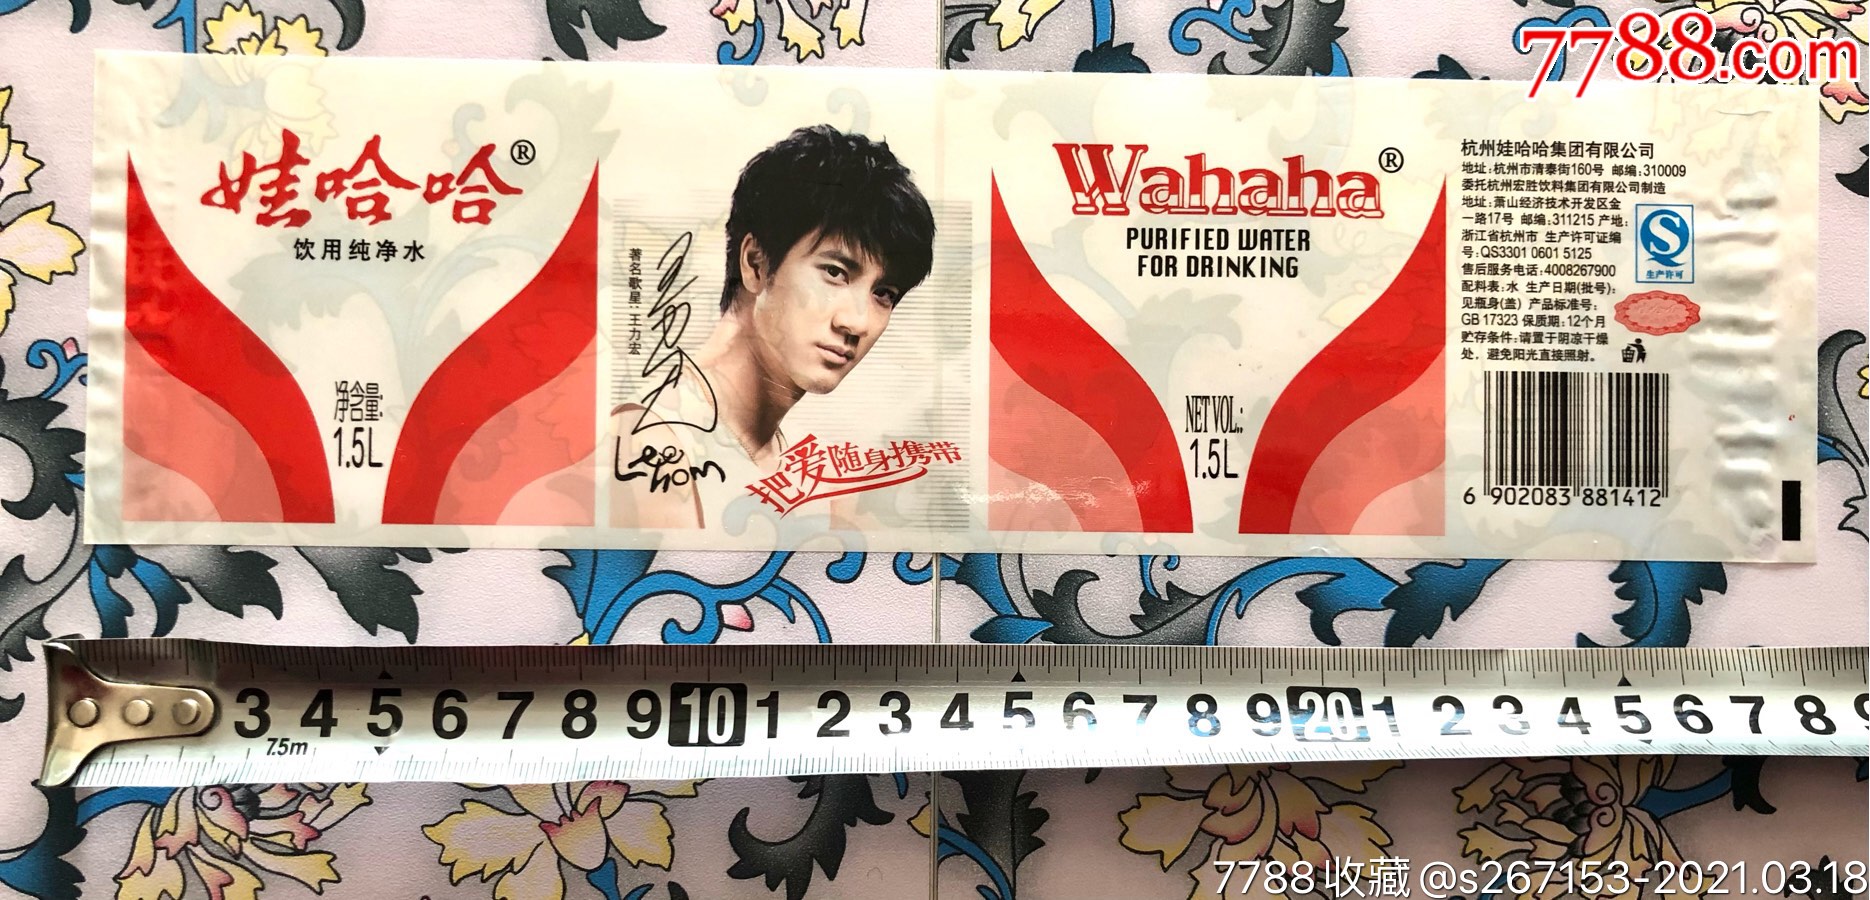 7788.com
娃哈哈®
饮用纯净水
净含量:
1.5L
著名歌星:王力宏
王力宏
Leehom
把爱随身携带
Wahaha®
PURIFIED WATER
FOR DRINKING
NET VOL.:
1.5L
杭州娃哈哈集团有限公司
地址:杭州市清泰街160号 邮编:310009
委托杭州宏胜饮料集团有限公司制造
地址:萧山经济技术开发区金
一路17号 邮编:311215 产地:
浙江省杭州市 生产许可证编
号:QS3301 0601 5125
售后服务电话:4008267900
配料表:水 生产日期(批号):
见瓶身(盖) 产品标准号:
GB 17323 保质期:12个月
贮存条件:请置于阴凉干燥
处, 避免阳光直接照射。
生产许可
6 902083 881412
3 4 5 6 7 8 9 10 1 2 3 4 5 6 7 8 9 20 1 2 3 4 5 6 7 8 9
7.5m
7788收藏@s267153-2021.03.18